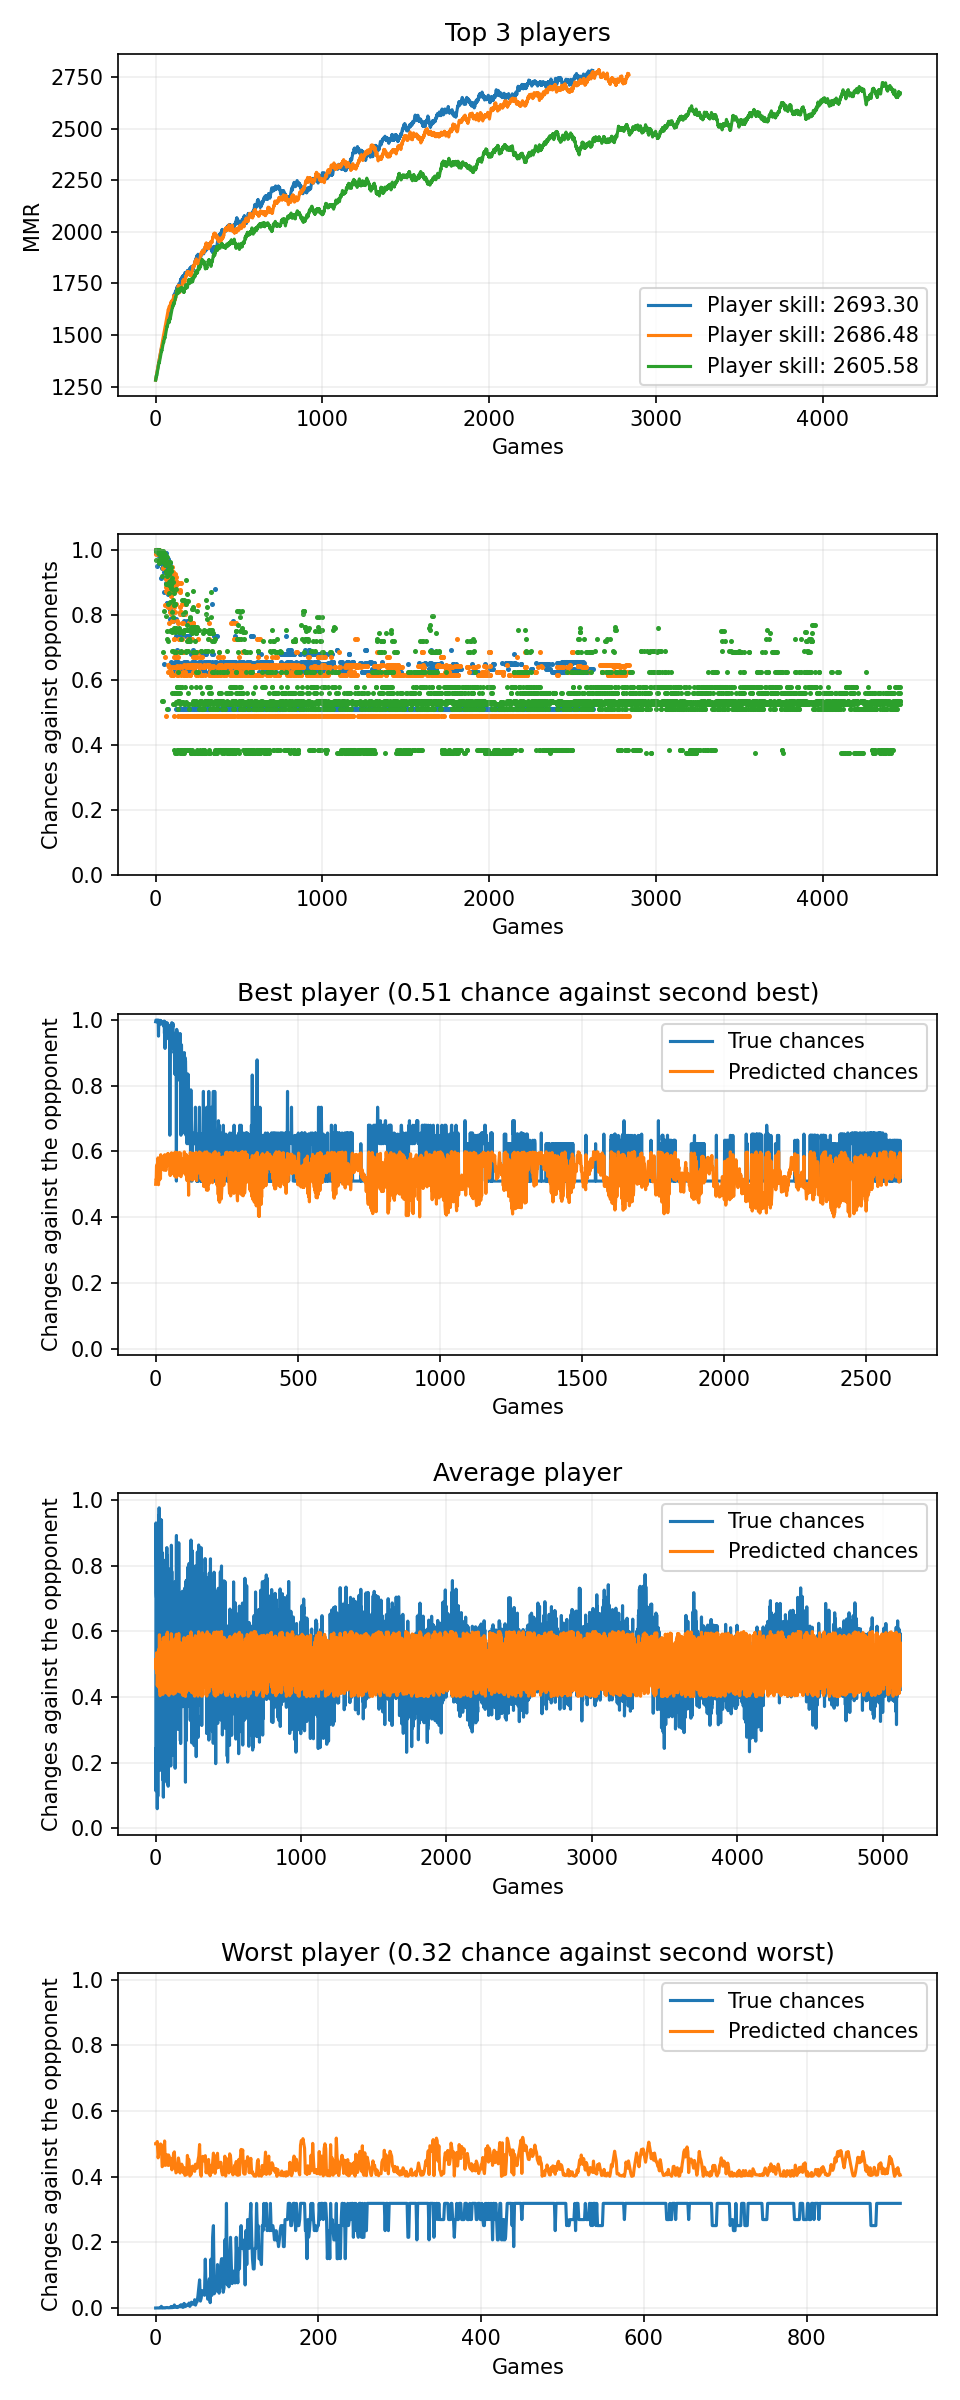 Top 3 players
2750
2500
2250
2000
1750
1500
1250
MMR
Player skill: 2693.30
Player skill: 2686.48
Player skill: 2605.58
0 1000 2000 3000 4000
Games
1.0
0.8
0.6
0.4
0.2
0.0
Chances against opponents
0 1000 2000 3000 4000
Games
Best player (0.51 chance against second best)
1.0
0.8
0.6
0.4
0.2
0.0
Changes against the oppponent
True chances
Predicted chances
0 500 1000 1500 2000 2500
Games
Average player
1.0
0.8
0.6
0.4
0.2
0.0
Changes against the oppponent
True chances
Predicted chances
0 1000 2000 3000 4000 5000
Games
Worst player (0.32 chance against second worst)
1.0
0.8
0.6
0.4
0.2
0.0
Changes against the oppponent
True chances
Predicted chances
0 200 400 600 800
Games